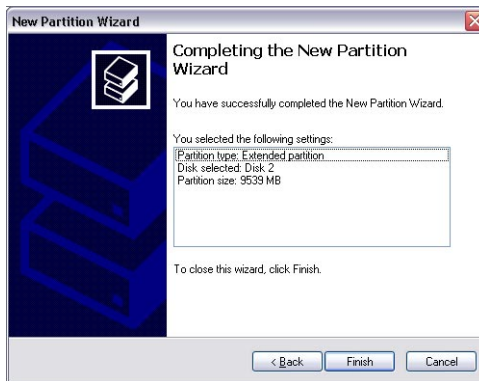 New Partition Wizard
Completing the New Partition
Wizard
You have successfully completed the New Partition Wizard.
You selected the following settings:
Partition type: Extended partition
Disk selected: Disk 2
Partition size: 9539 MB
To close this wizard, click Finish.
< Back Finish Cancel